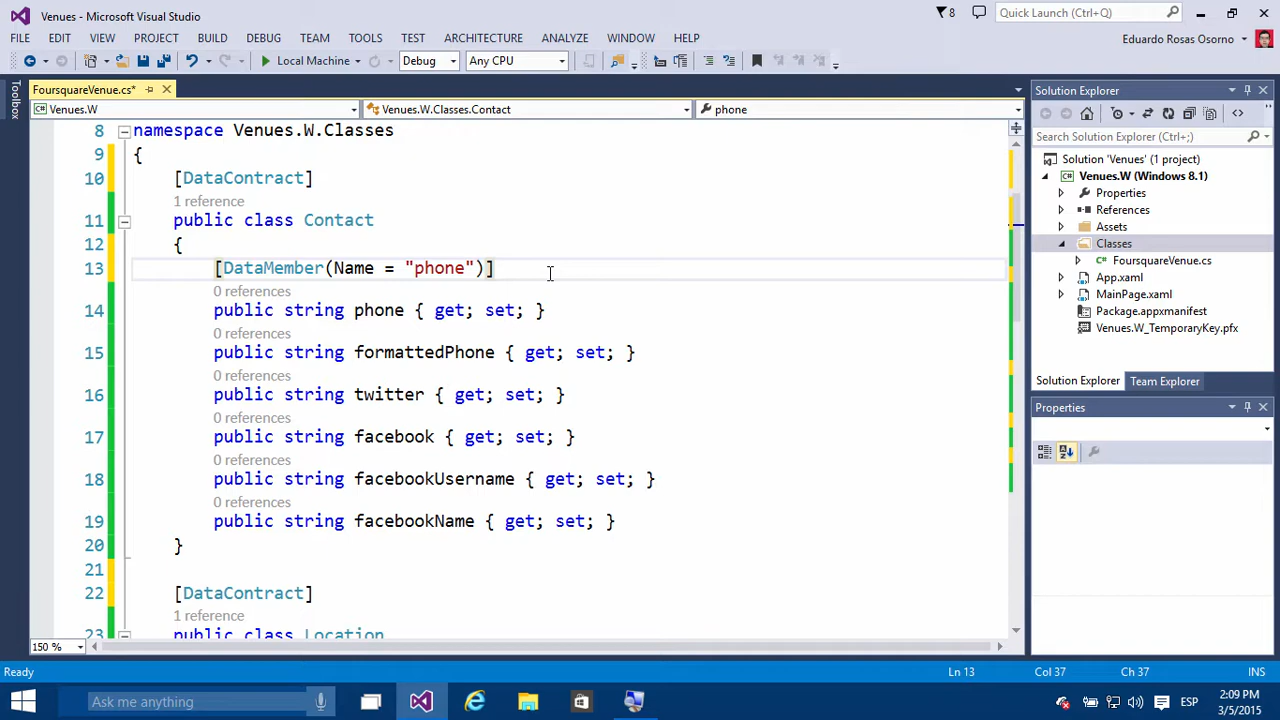 Venues - Microsoft Visual Studio
8
Quick Launch (Ctrl+Q)
FILE EDIT VIEW PROJECT BUILD DEBUG TEAM TOOLS TEST ARCHITECTURE ANALYZE WINDOW HELP
Eduardo Rosas Osorno
Local Machine
Debug
Any CPU
Toolbox
FoursquareVenue.cs*
Venues.W
Venues.W.Classes.Contact
phone
8 namespace Venues.W.Classes
9 {
10 [DataContract]
1 reference
11 public class Contact
12 {
13 [DataMember(Name = "phone")]
0 references
14 public string phone { get; set; }
0 references
15 public string formattedPhone { get; set; }
0 references
16 public string twitter { get; set; }
0 references
17 public string facebook { get; set; }
0 references
18 public string facebookUsername { get; set; }
0 references
19 public string facebookName { get; set; }
20 }
21
22 [DataContract]
1 reference
23 public class Location
150 %
Solution Explorer
Search Solution Explorer (Ctrl+;)
Solution 'Venues' (1 project)
Venues.W (Windows 8.1)
Properties
References
Assets
Classes
FoursquareVenue.cs
App.xaml
MainPage.xaml
Package.appxmanifest
Venues.W_TemporaryKey.pfx
Solution Explorer Team Explorer
Properties
Ready
Ln 13
Col 37
Ch 37
INS
Ask me anything
ESP
2:09 PM
3/5/2015